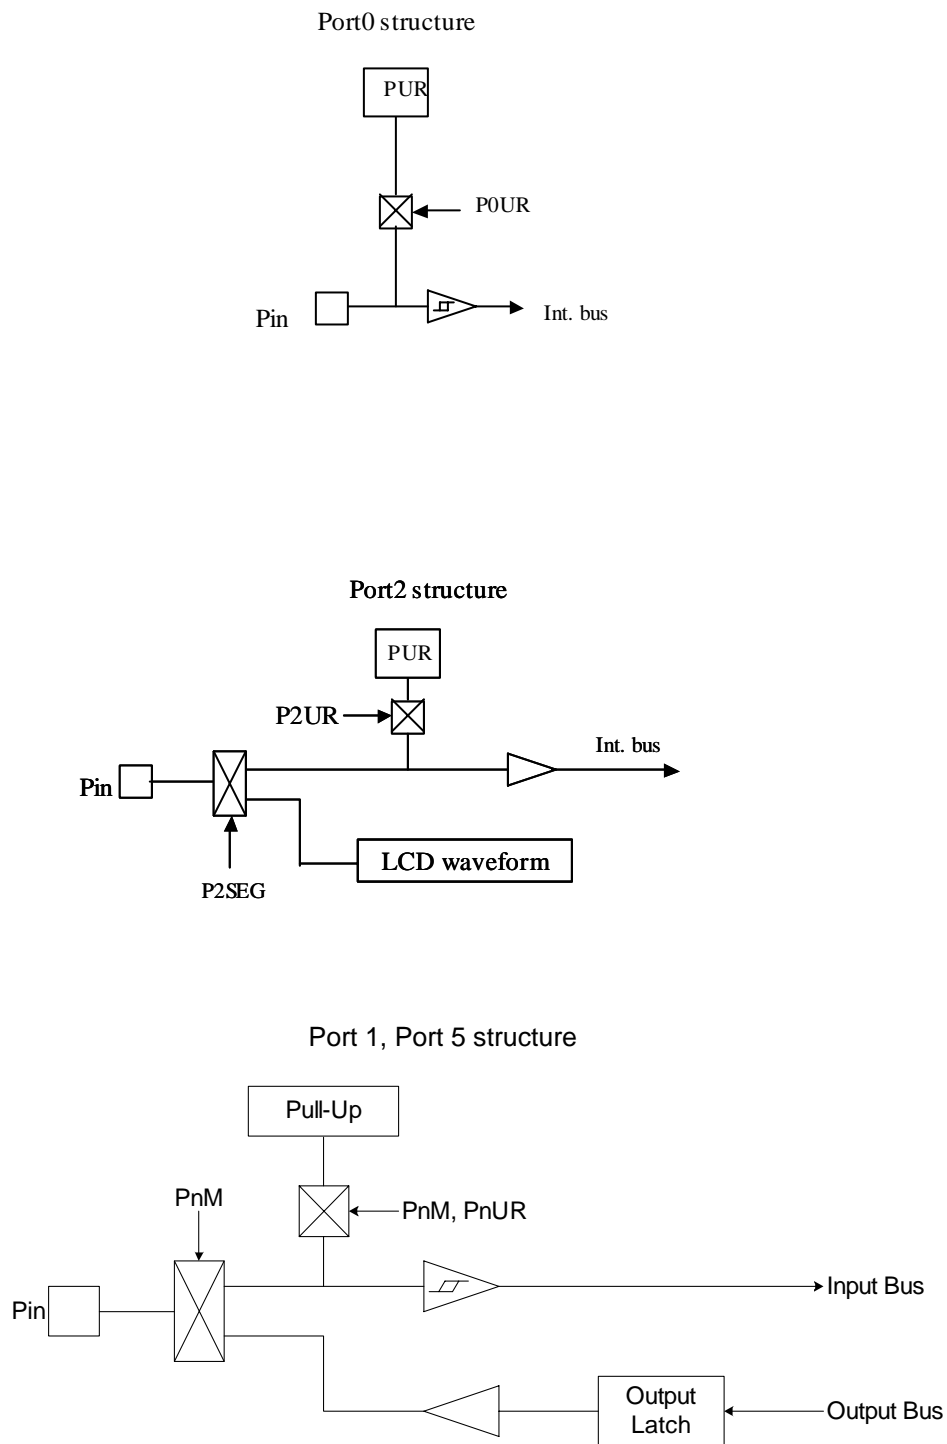 Port0 structure
PUR
P0UR
Pin
Int. bus
Port2 structure
PUR
P2UR
Int. bus
Pin
LCD waveform
P2SEG
Port 1, Port 5 structure
Pull-Up
PnM
PnM, PnUR
Pin
Input Bus
Output
Latch
Output Bus